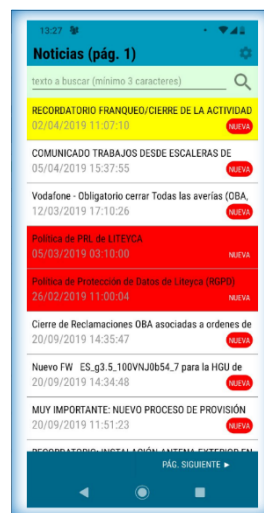 13:27
Noticias (pág. 1)
texto a buscar (mínimo 3 caracteres)
RECORDATORIO FRANQUEO/CIERRE DE LA ACTIVIDAD
02/04/2019 11:07:10
NUEVA
COMUNICADO TRABAJOS DESDE ESCALERAS DE
05/04/2019 15:37:55
NUEVA
Vodafone - Obligatorio cerrar Todas las averías (OBA,
12/03/2019 17:10:26
NUEVA
Política de PRL de LITEYCA
05/03/2019 03:10:00
NUEVA
Política de Protección de Datos de Liteyca (RGPD)
26/02/2019 11:00:04
NUEVA
Cierre de Reclamaciones OBA asociadas a ordenes de
20/09/2019 14:35:47
NUEVA
Nuevo FW ES_g3.5_100VNJ0b54_7 para la HGU de
20/09/2019 14:34:48
NUEVA
MUY IMPORTANTE: NUEVO PROCESO DE PROVISIÓN
20/09/2019 11:51:23
NUEVA
RECORDATORIO: INSTALACIÓN ANTENA EXTERIOR EN
PÁG. SIGUIENTE ►